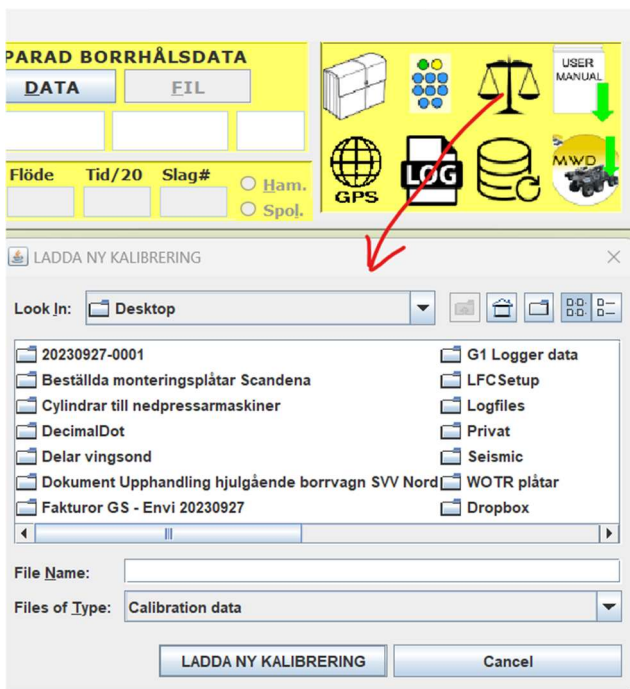 PARAD BORRHÅLSDATA
DATA
FIL
USER
MANUAL
Flöde
Tid/20
Slag#
Ham.
Spol.
GPS
LOG
MWD
LADDA NY KALIBRERING
Look In:
Desktop
20230927-0001
Beställda monteringsplåtar Scandena
Cylindrar till nedpressarmaskiner
DecimalDot
Delar vingsond
Dokument Upphandling hjulgående borrvagn SVV Nord
Fakturor GS - Envi 20230927
G1 Logger data
LFCSetup
Logfiles
Privat
Seismic
WOTR plåtar
Dropbox
File Name:
Files of Type:
Calibration data
LADDA NY KALIBRERING
Cancel